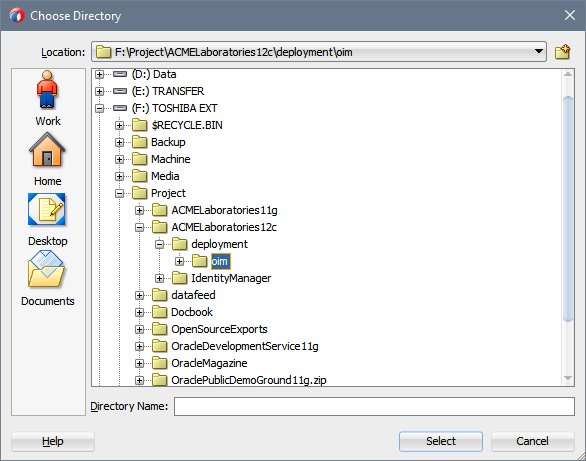 Choose Directory
Location: F:\Project\ACMELaboratories12c\deployment\oim
Work
Home
Desktop
Documents
(D:) Data
(E:) TRANSFER
(F:) TOSHIBA EXT
$RECYCLE.BIN
Backup
Machine
Media
Project
ACMELaboratories11g
ACMELaboratories12c
deployment
oim
IdentityManager
datafeed
Docbook
OpenSourceExports
OracleDevelopmentService11g
OracleMagazine
OraclePublicDemoGround11g.zip
Directory Name:
Help
Select
Cancel